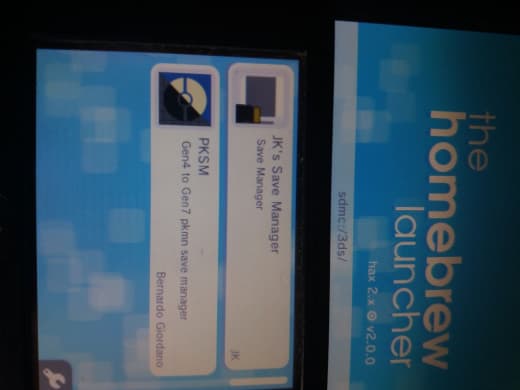 the
homebrew
launcher
hax 2.x ⊙ v2.0.0
sdmc:/3ds/
JK's Save Manager
Save Manager
JK
PKSM
Gen4 to Gen7 pkmn save manager
Bernardo Giordano